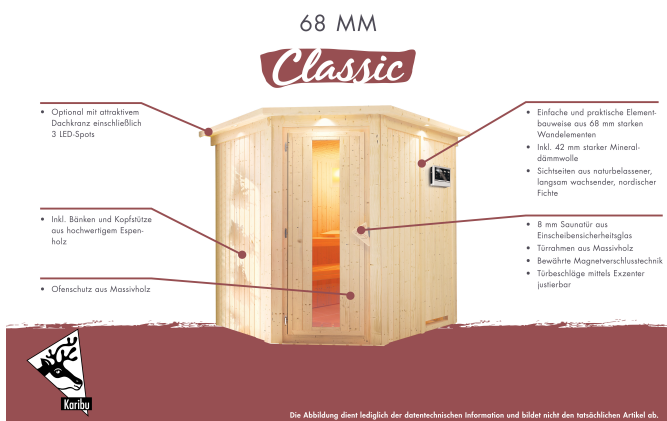 68 MM
Classic
• Optional mit attraktivem
Dachkranz einschließlich
3 LED-Spots
• Inkl. Bänken und Kopfstütze
aus hochwertigem Espen-
holz
• Ofenschutz aus Massivholz
• Einfache und praktische Element-
bauweise aus 68 mm starken
Wandelementen
• Inkl. 42 mm starker Mineral-
dämmwolle
• Sichtseiten aus naturbelassener,
langsam wachsender, nordischer
Fichte
• 8 mm Saunatür aus
Einscheibensicherheitsglas
• Türrahmen aus Massivholz
• Bewährte Magnetverschlusstechnik
• Türbeschläge mittels Exzenter
justierbar
Karibu
Die Abbildung dient lediglich der datentechnischen Information und bildet nicht den tatsächlichen Artikel ab.